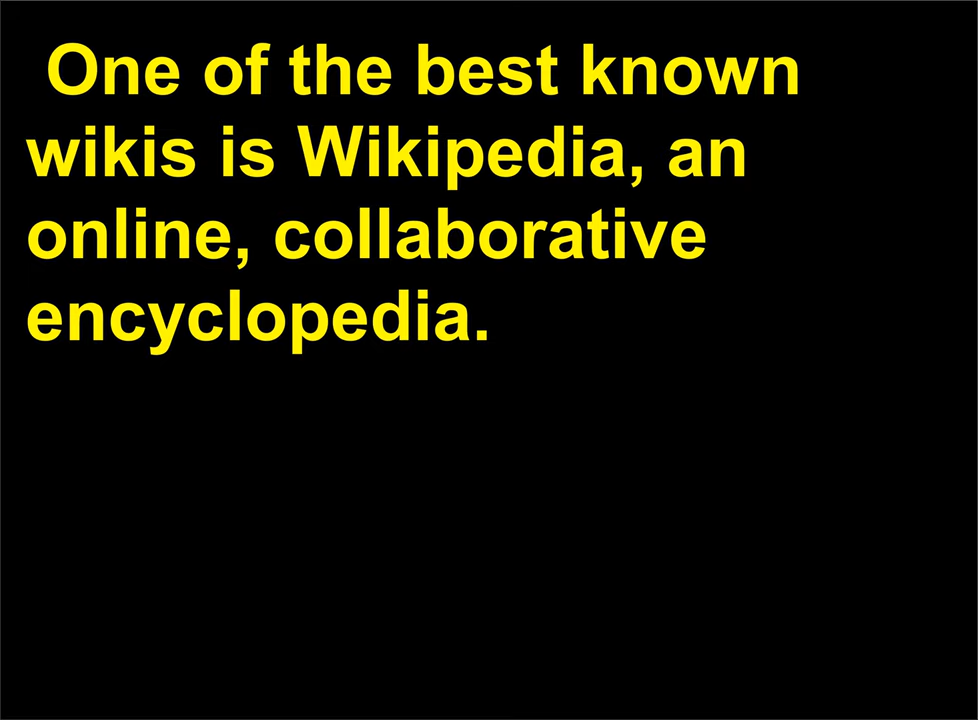 One of the best known
wikis is Wikipedia, an
online, collaborative
encyclopedia.